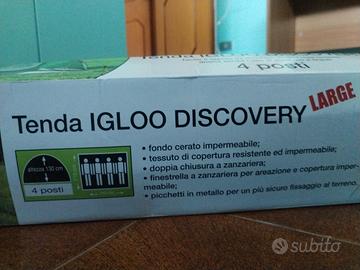 Tenda IGLOO
4 posti
Tenda IGLOO DISCOVERY LARGE
• fondo cerato impermeabile;
• tessuto di copertura resistente ed impermeabile;
• doppia chiusura a zanzariera;
• finestrella a zanzariera per areazione e copertura imper-
meabile;
• picchetti in metallo per un più sicuro fissaggio al terreno.
altezza 130 cm
4 posti
subito